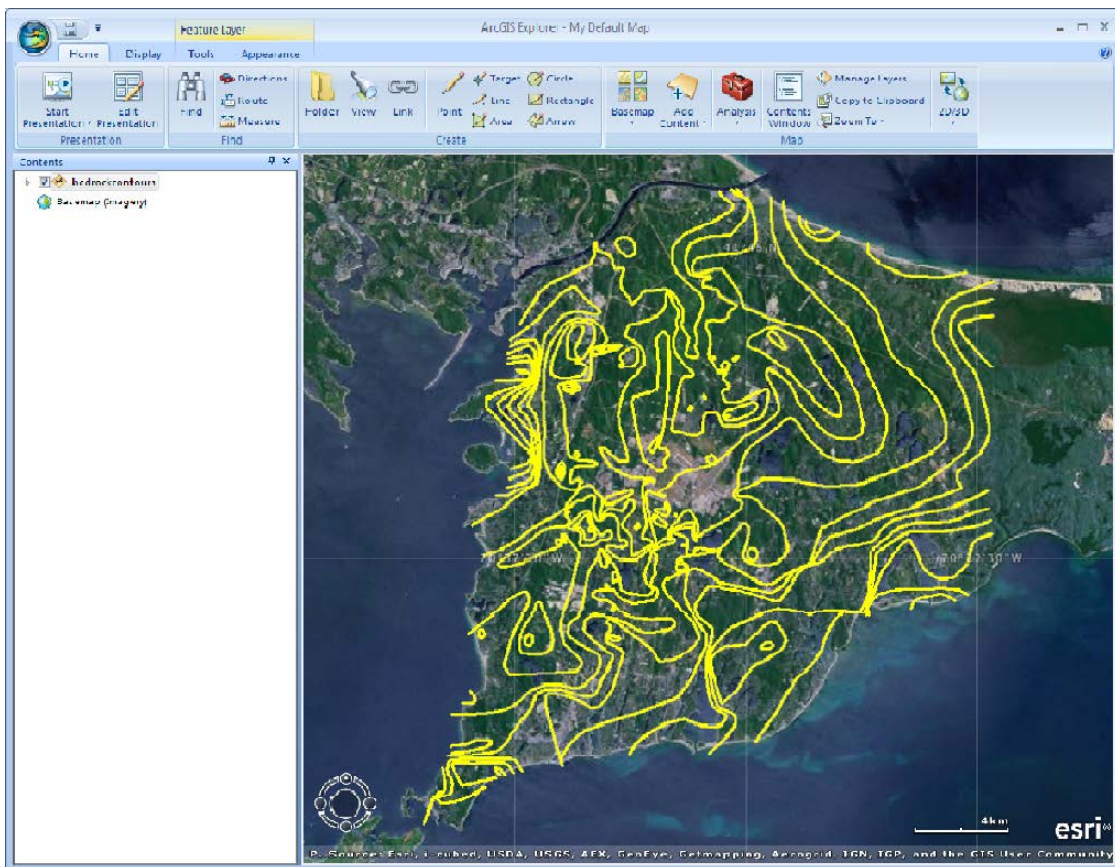 Feature Layer
ArcGIS Explorer - My Default Map
Home Display Tools Appearance
Start Presentation
Edit Presentation
Presentation
Find
Directions
Route
Measure
Find
Folder
View
Link
Point
Target
Line
Area
Circle
Rectangle
Arrow
Create
Basemap
Add Content
Analysis
Contents Window
Manage Layers
Copy to Clipboard
Zoom To
Map
2D/3D
Contents
bedrockcontours
Basemap (Imagery)
4km
esri
Source: Esri, i-cubed, USDA, USGS, AEX, GeoEye, Getmapping, Aerogrid, IGN, IGP, and the GIS User Community